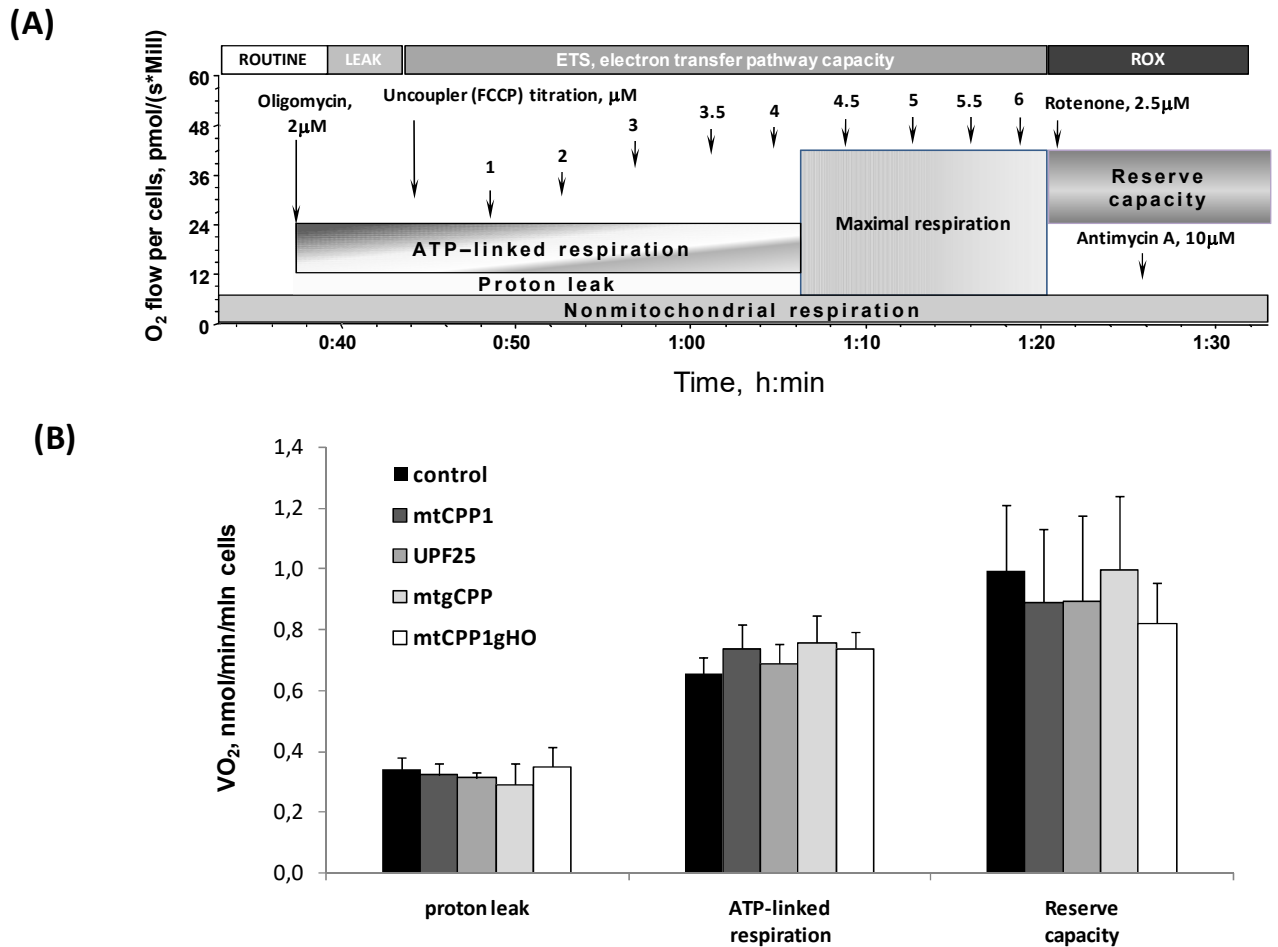 (A)
ROUTINE LEAK ETS, electron transfer pathway capacity ROX
O2 flow per cells, pmol/(s*Mill)
60
48
36
24
12
0
Oligomycin,
2μM
Uncoupler (FCCP) titration, μM
1
2
3
3.5
4
4.5
5
5.5
6
Rotenone, 2.5μM
Reserve
capacity
Maximal respiration
Antimycin A, 10μM
ATP–linked respiration
Proton leak
Nonmitochondrial respiration
0:40 0:50 1:00 1:10 1:20 1:30
Time, h:min
(B)
VO2, nmol/min/mln cells
1,4
1,2
1,0
0,8
0,6
0,4
0,2
0,0
control
mtCPP1
UPF25
mtgCPP
mtCPP1gHO
proton leak
ATP-linked
respiration
Reserve
capacity